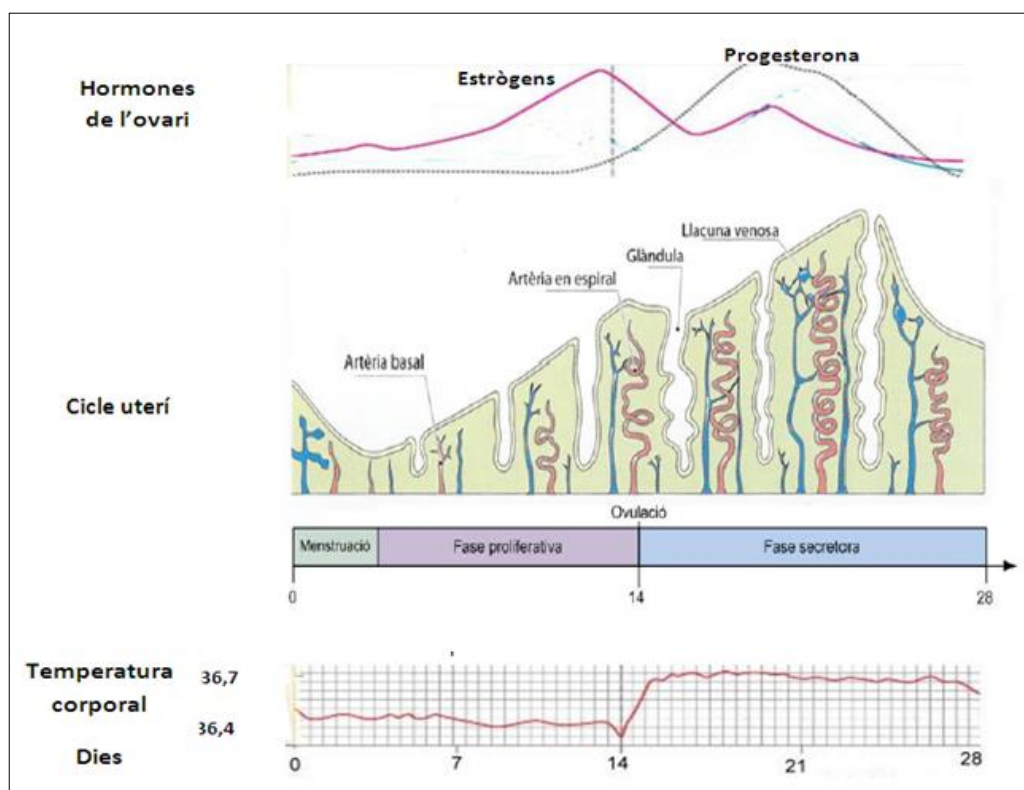 Hormones
de l'ovari
Estrògens
Progesterona
Cicle uterí
Artèria basal
Artèria en espiral
Glàndula
Llacuna venosa
Ovulació
Menstruació
Fase proliferativa
Fase secretora
0
14
28
Temperatura
corporal
36,7
36,4
Dies
0
7
14
21
28